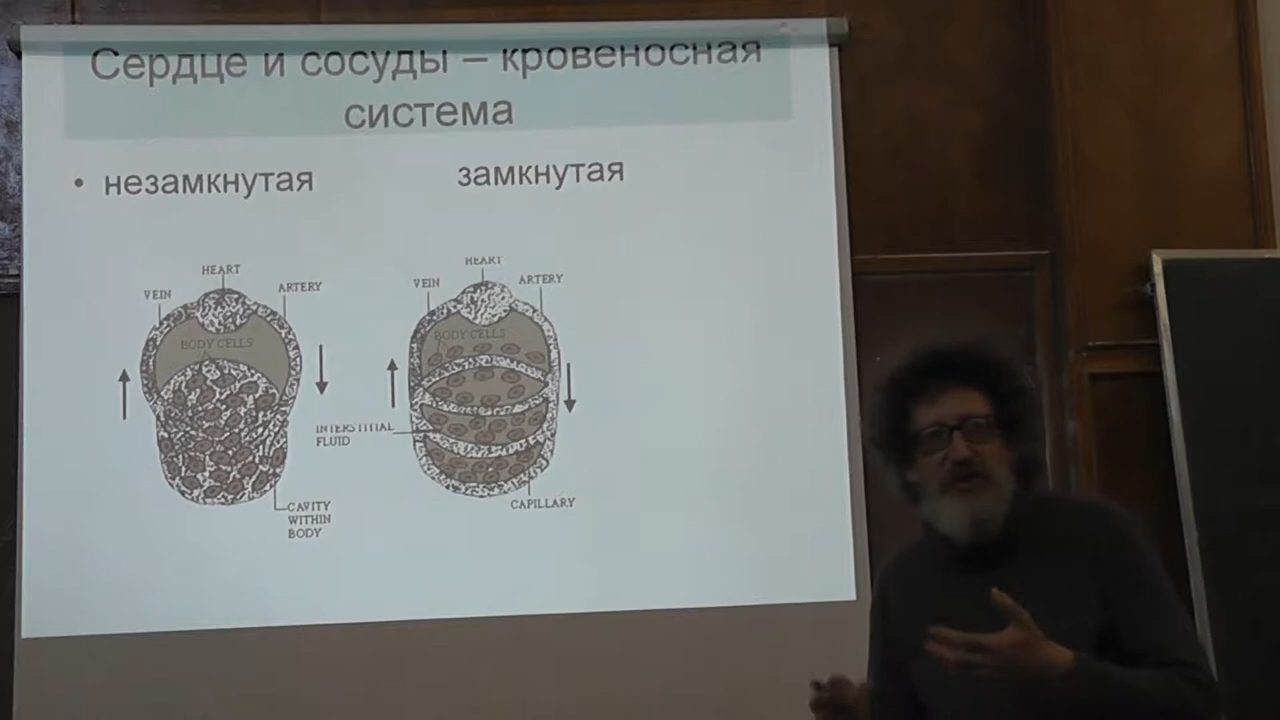 Сердце и сосуды – кровеносная
система
• незамкнутая
замкнутая
HEART
VEIN
ARTERY
BODY CELLS
CAVITY
WITHIN
BODY
HEART
VEIN
ARTERY
BODY CELLS
INTERSTITIAL
FLUID
CAPILLARY